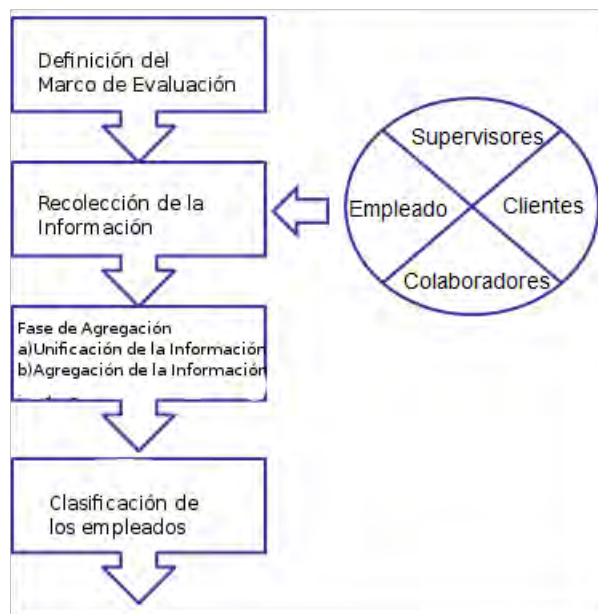 Definición del
Marco de Evaluación
Supervisores
Empleado
Clientes
Colaboradores
Recolección de la
Información
Fase de Agregación
a)Unificación de la Información
b)Agregación de la Información
Clasificación de
los empleados